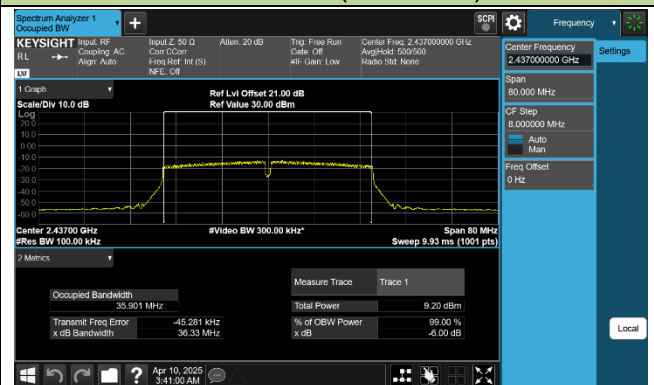 Spectrum Analyzer 1
Occupied BW
SCPI
Frequency
KEYSIGHT
RL
LXI
Input: RF
Coupling: AC
Align: Auto
Input Z: 50 Ω
Corr CCorr
Freq Ref: Int (S)
NFE: Off
Atten: 20 dB
Trig: Free Run
Gate: Off
#IF Gain: Low
Center Freq: 2.437000000 GHz
Avg|Hold: 500/500
Radio Std: None
Center Frequency
2.437000000 GHz
Settings
Span
80.000 MHz
CF Step
8.000000 MHz
Auto
Man
Freq Offset
0 Hz
1 Graph
Scale/Div 10.0 dB
Ref Lvl Offset 21.00 dB
Ref Value 30.00 dBm
Log
20.0
10.0
0.00
-10.0
-20.0
-30.0
-40.0
-50.0
-60.0
Center 2.43700 GHz
#Res BW 100.00 kHz
#Video BW 300.00 kHz*
Span 80 MHz
Sweep 9.93 ms (1001 pts)
2 Metrics
Measure Trace Trace 1
Occupied Bandwidth
35.901 MHz
Total Power 9.20 dBm
Transmit Freq Error -45.281 kHz
% of OBW Power 99.00 %
x dB Bandwidth 36.33 MHz
x dB -6.00 dB
Local
Apr 10, 2025
3:41:00 AM